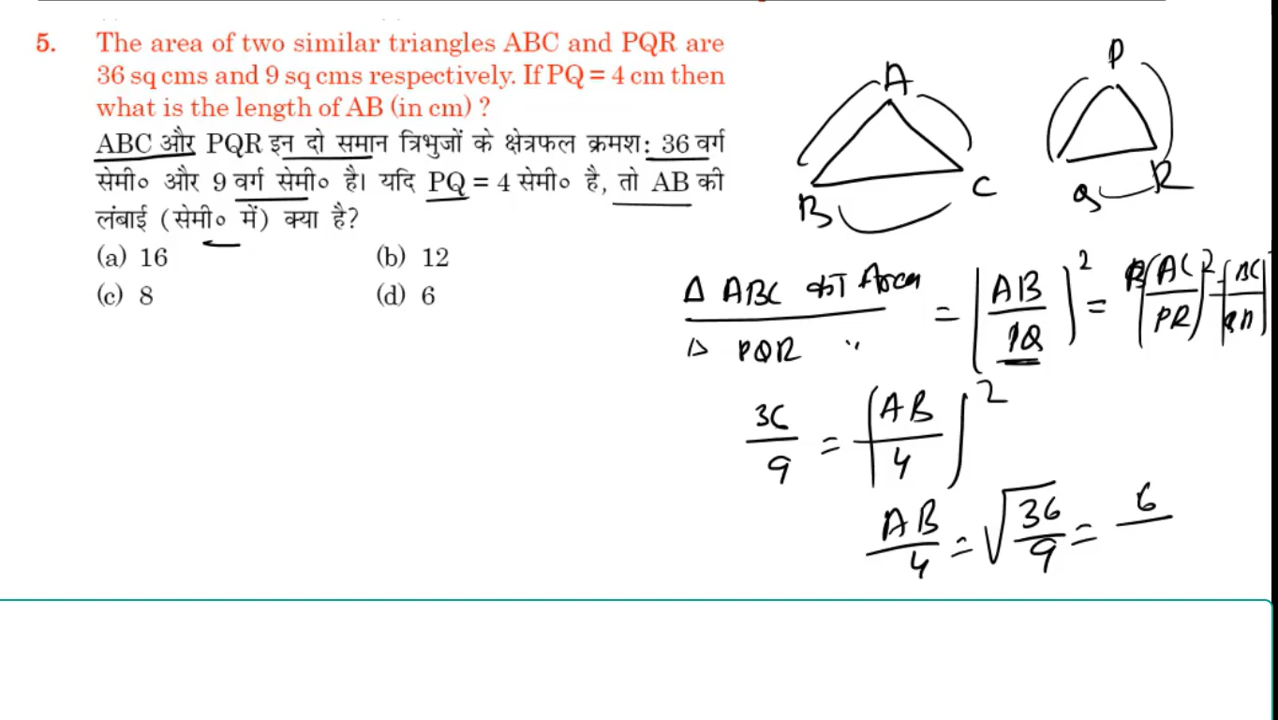 5. The area of two similar triangles ABC and PQR are
36 sq cms and 9 sq cms respectively. If PQ = 4 cm then
what is the length of AB (in cm) ?
ABC और PQR इन दो समान त्रिभुजों के क्षेत्रफल क्रमश: 36 वर्ग
सेमी० और 9 वर्ग सेमी० है। यदि PQ = 4 सेमी० है, तो AB की
लंबाई (सेमी० में) क्या है?
(a) 16 (b) 12
(c) 8 (d) 6
A
B
C
P
Q
R
Δ ABC का Area / Δ PQR " = (AB/PQ)² = (AC/PR)² = (BC/QR)
36/9 = (AB/4)²
AB/4 = √36/9 = 6